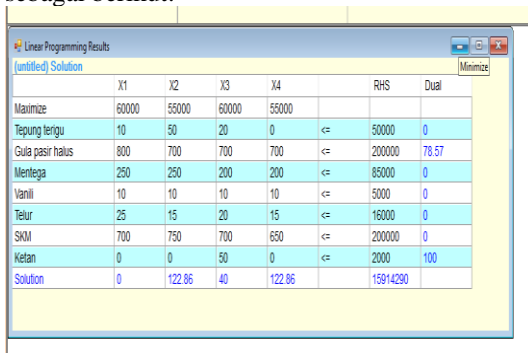 sebagai berikut.
Linear Programming Results
(untitled) Solution
Minimize
X1 X2 X3 X4 RHS Dual
Maximize 60000 55000 60000 55000
Tepung terigu 10 50 20 0 <= 50000 0
Gula pasir halus 800 700 700 700 <= 200000 78.57
Mentega 250 250 200 200 <= 85000 0
Vanili 10 10 10 10 <= 5000 0
Telur 25 15 20 15 <= 16000 0
SKM 700 750 700 650 <= 200000 0
Ketan 0 0 50 0 <= 2000 100
Solution 0 122.86 40 122.86 15914290